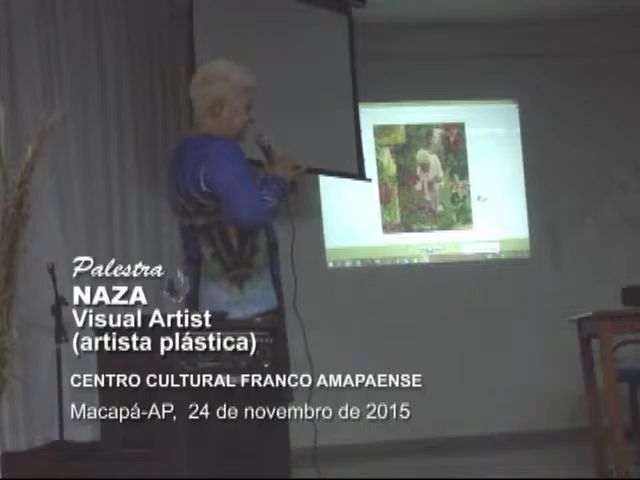 Palestra
NAZA
Visual Artist
(artista plástica)
CENTRO CULTURAL FRANCO AMAPAENSE
Macapá-AP, 24 de novembro de 2015